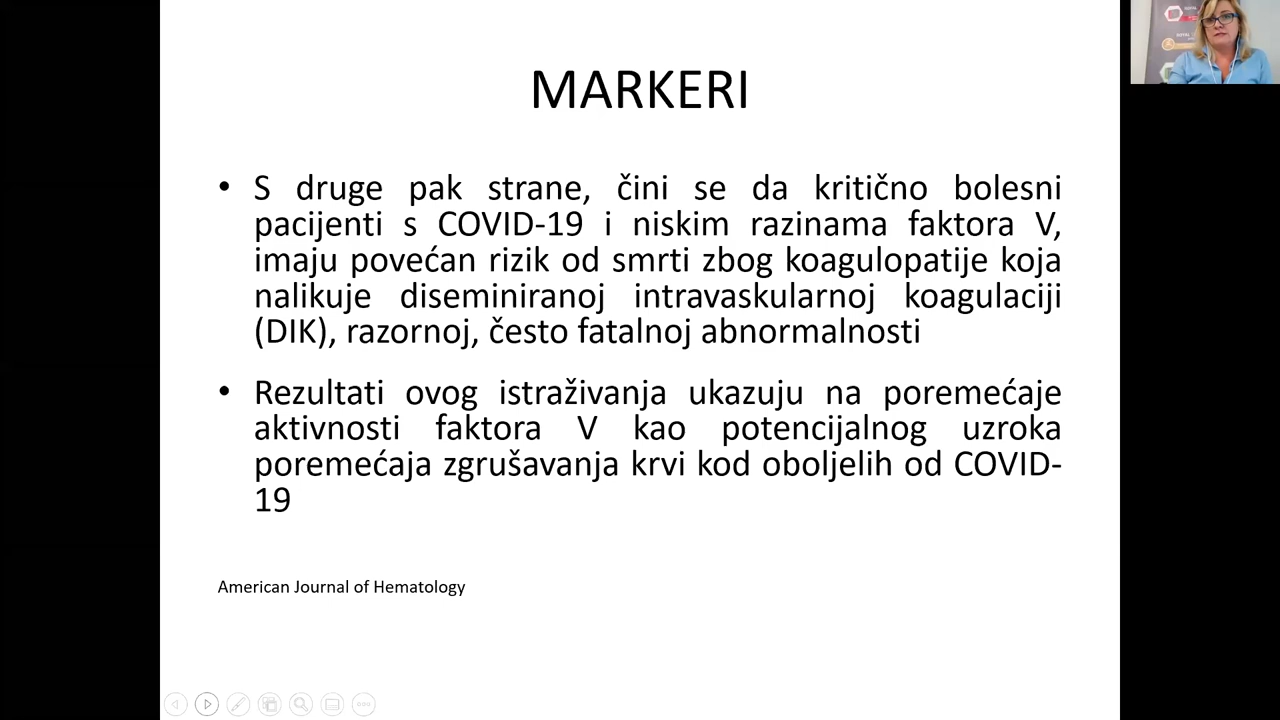 MARKERI
• S druge pak strane, čini se da kritično bolesni
pacijenti s COVID-19 i niskim razinama faktora V,
imaju povećan rizik od smrti zbog koagulopatije koja
nalikuje diseminiranoj intravaskularnoj koagulaciji
(DIK), razornoj, često fatalnoj abnormalnosti
• Rezultati ovog istraživanja ukazuju na poremećaje
aktivnosti faktora V kao potencijalnog uzroka
poremećaja zgrušavanja krvi kod oboljelih od COVID-
19
American Journal of Hematology